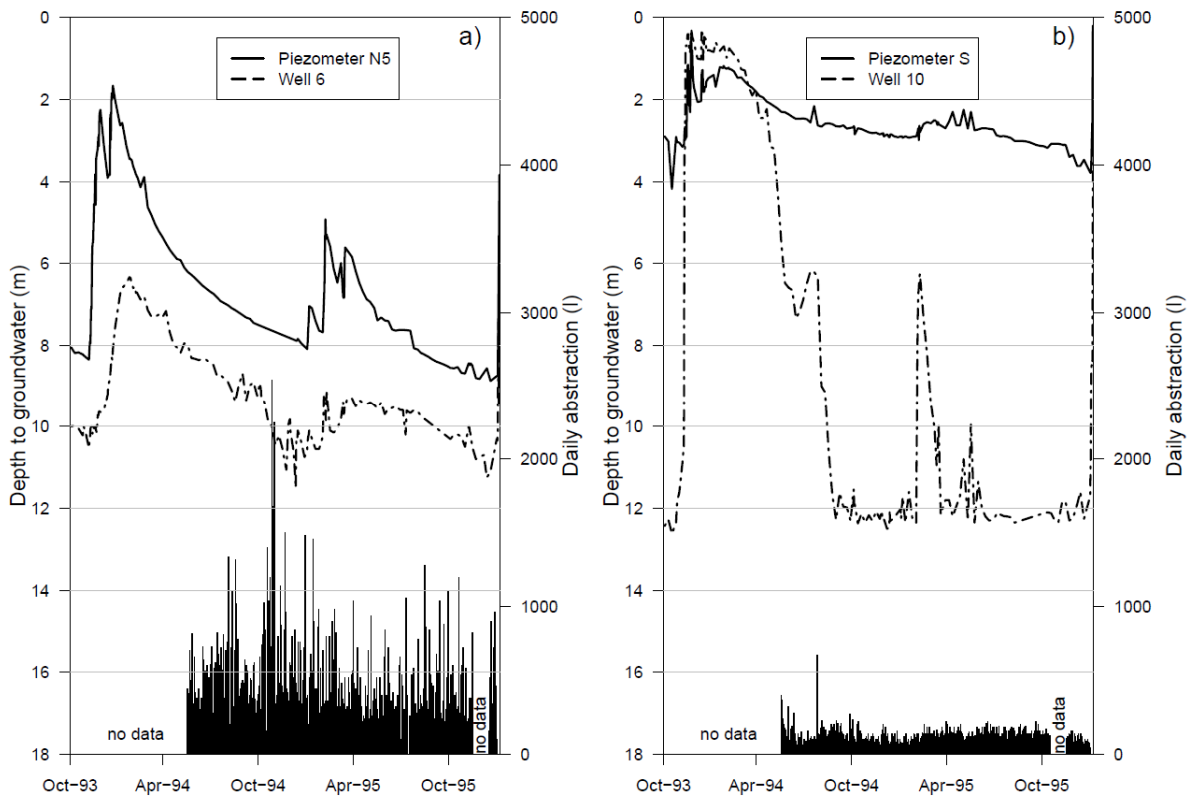 a)
Piezometer N5
Well 6
Depth to groundwater (m)
0
2
4
6
8
10
12
14
16
18
Daily abstraction (l)
5000
4000
3000
2000
1000
0
no data
no data
Oct−93
Apr−94
Oct−94
Apr−95
Oct−95
b)
Piezometer S
Well 10
Depth to groundwater (m)
0
2
4
6
8
10
12
14
16
18
Daily abstraction (l)
5000
4000
3000
2000
1000
0
no data
no data
Oct−93
Apr−94
Oct−94
Apr−95
Oct−95